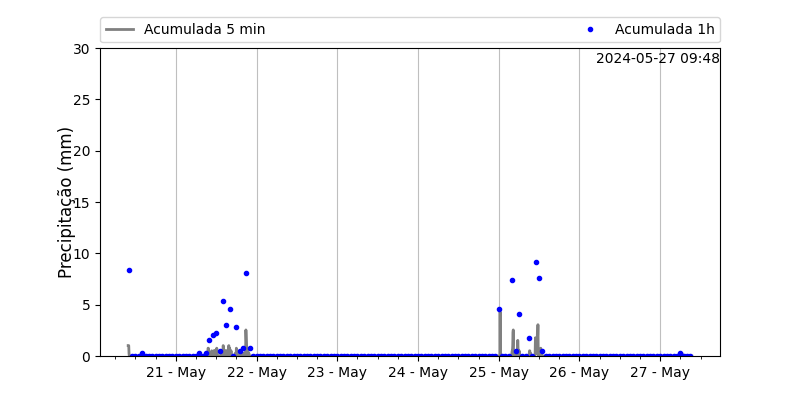 Acumulada 5 min
Acumulada 1h
2024-05-27 09:48
Precipitação (mm)
30
25
20
15
10
5
0
21 - May
22 - May
23 - May
24 - May
25 - May
26 - May
27 - May